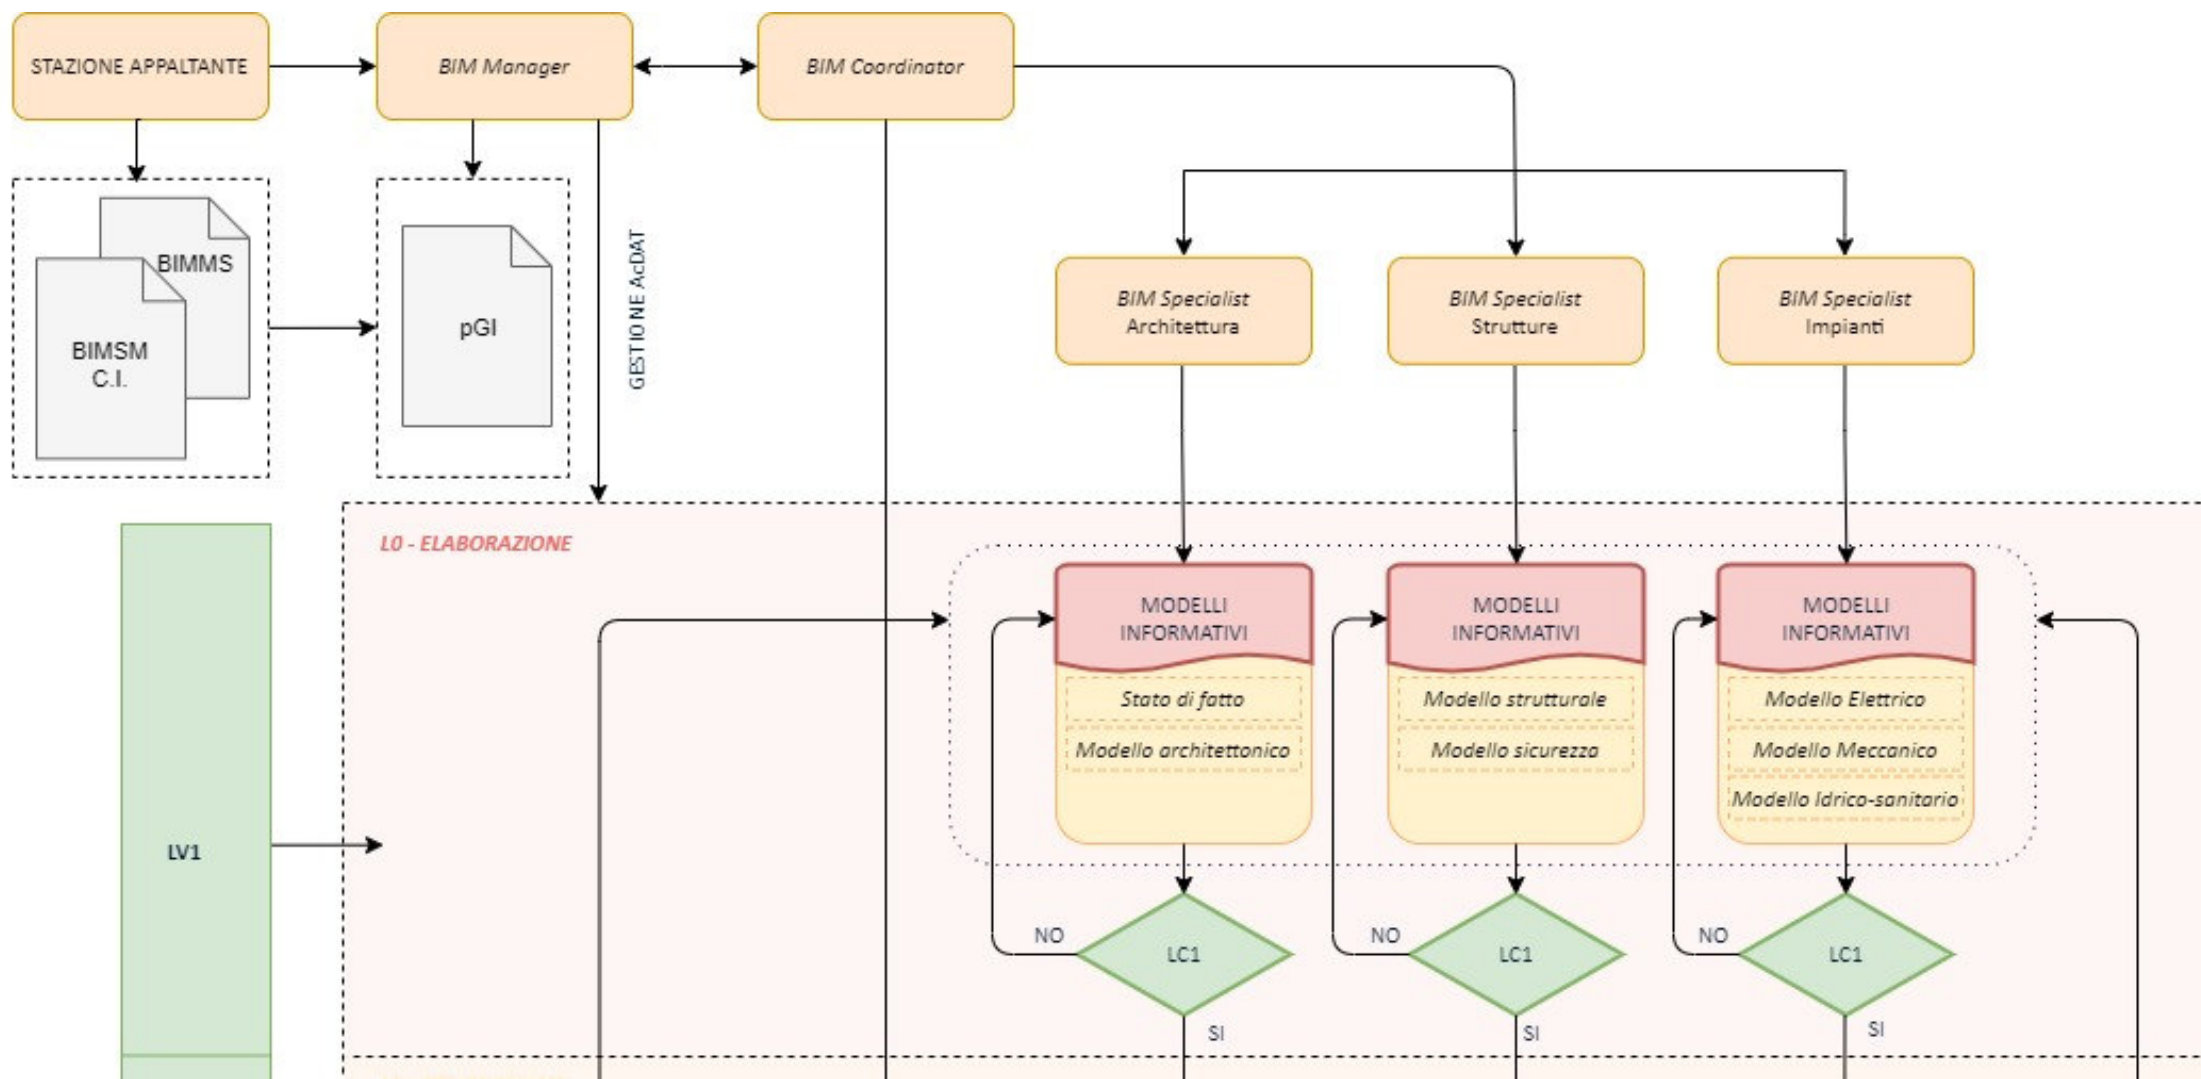 STAZIONE APPALTANTE
BIM Manager
BIM Coordinator
BIMMS
BIMSM
C.I.
pGI
GESTIONE AcDAT
BIM Specialist
Architettura
BIM Specialist
Strutture
BIM Specialist
Impianti
L0 - ELABORAZIONE
LV1
MODELLI
INFORMATIVI
Stato di fatto
Modello architettonico
MODELLI
INFORMATIVI
Modello strutturale
Modello sicurezza
MODELLI
INFORMATIVI
Modello Elettrico
Modello Meccanico
Modello Idrico-sanitario
NO
LC1
SI
NO
LC1
SI
NO
LC1
SI